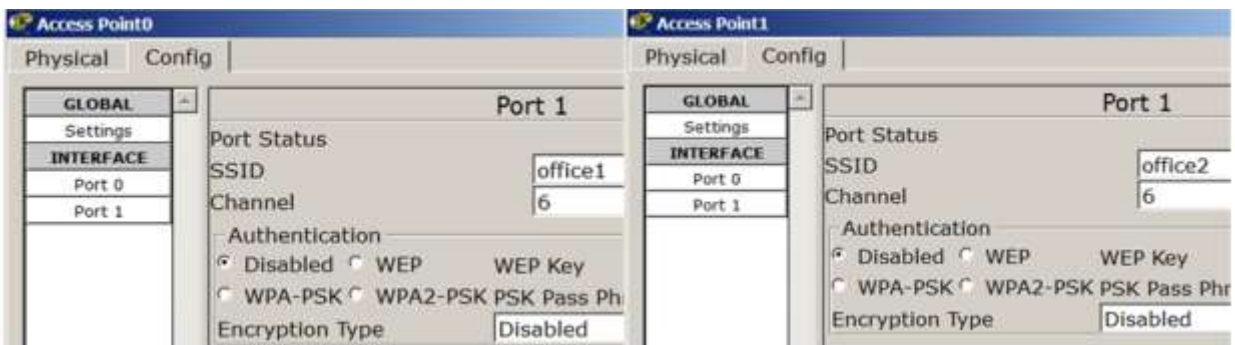 Access Point0
Physical Config
GLOBAL
Settings
INTERFACE
Port 0
Port 1
Port 1
Port Status
SSID office1
Channel 6
Authentication
Disabled WEP WEP Key
WPA-PSK WPA2-PSK PSK Pass Ph
Encryption Type Disabled
Access Point1
Physical Config
GLOBAL
Settings
INTERFACE
Port 0
Port 1
Port 1
Port Status
SSID office2
Channel 6
Authentication
Disabled WEP WEP Key
WPA-PSK WPA2-PSK PSK Pass Phr
Encryption Type Disabled